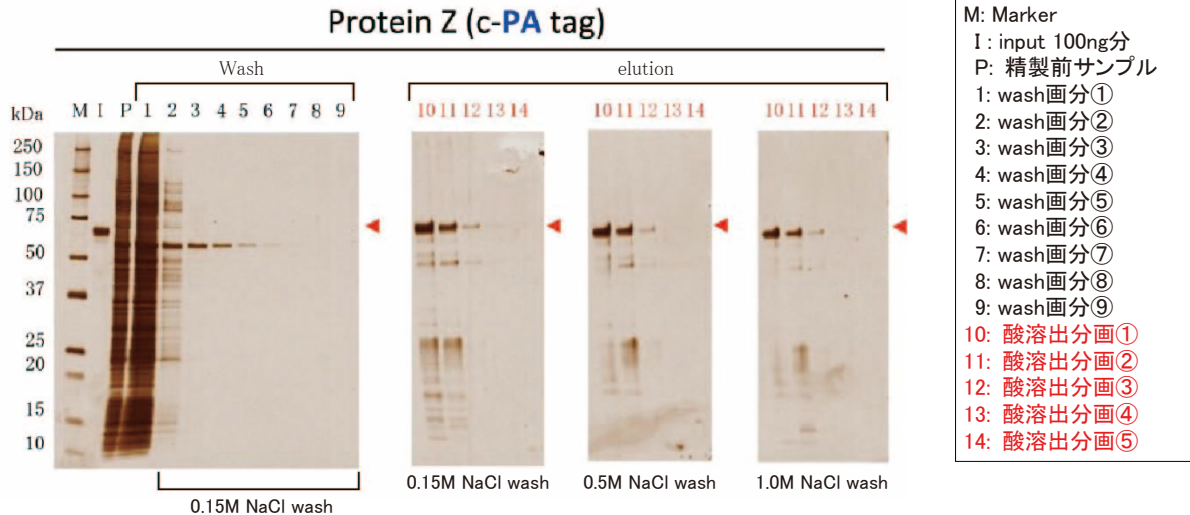 Protein Z (c-PA tag)
Wash
elution
kDa M I P 1 2 3 4 5 6 7 8 9
10 11 12 13 14
10 11 12 13 14
10 11 12 13 14
250
150
100
75
50
37
25
20
15
10
0.15M NaCl wash
0.15M NaCl wash
0.5M NaCl wash
1.0M NaCl wash
M: Marker
I : input 100ng分
P: 精製前サンプル
1: wash画分①
2: wash画分②
3: wash画分③
4: wash画分④
5: wash画分⑤
6: wash画分⑥
7: wash画分⑦
8: wash画分⑧
9: wash画分⑨
10: 酸溶出分画①
11: 酸溶出分画②
12: 酸溶出分画③
13: 酸溶出分画④
14: 酸溶出分画⑤